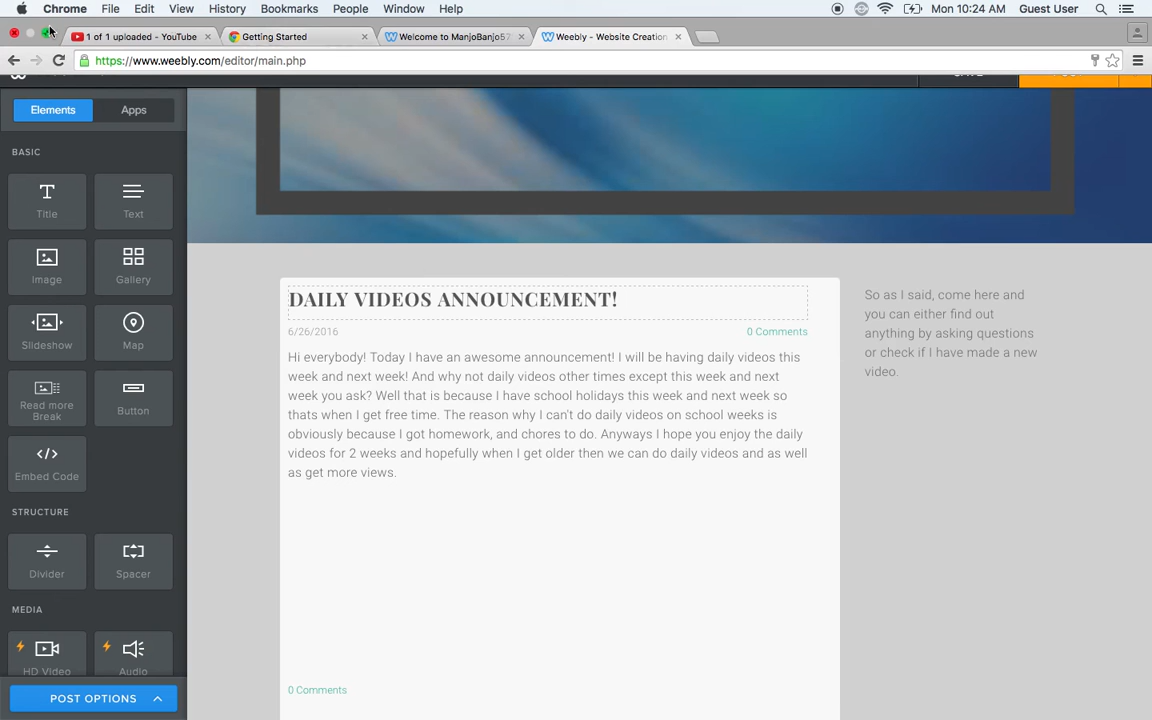 Chrome File Edit View History Bookmarks People Window Help Mon 10:24 AM Guest User
1 of 1 uploaded - YouTube Getting Started Welcome to ManjoBanjo57 Weebly - Website Creation
https://www.weebly.com/editor/main.php
Elements Apps
BASIC
Title Text
Image Gallery
Slideshow Map
Read more
Break
Button
Embed Code
STRUCTURE
Divider Spacer
MEDIA
HD Video Audio
POST OPTIONS
DAILY VIDEOS ANNOUNCEMENT!
6/26/2016 0 Comments
Hi everybody! Today I have an awesome announcement! I will be having daily videos this
week and next week! And why not daily videos other times except this week and next
week you ask? Well that is because I have school holidays this week and next week so
thats when I get free time. The reason why I can't do daily videos on school weeks is
obviously because I got homework, and chores to do. Anyways I hope you enjoy the daily
videos for 2 weeks and hopefully when I get older then we can do daily videos and as well
as get more views.
0 Comments
So as I said, come here and
you can either find out
anything by asking questions
or check if I have made a new
video.